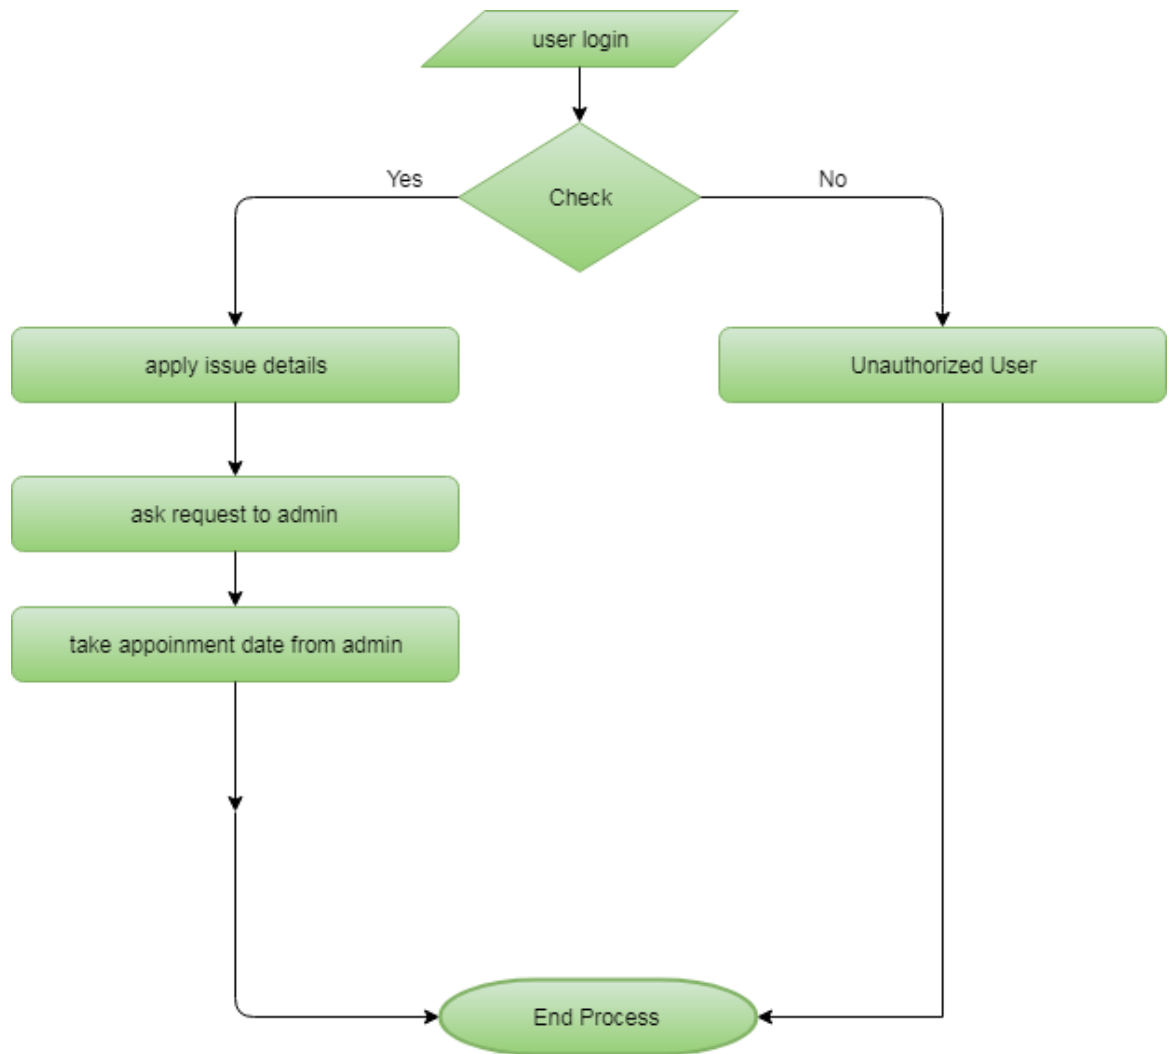 user login
Check
Yes
No
apply issue details
Unauthorized User
ask request to admin
take appoinment date from admin
End Process